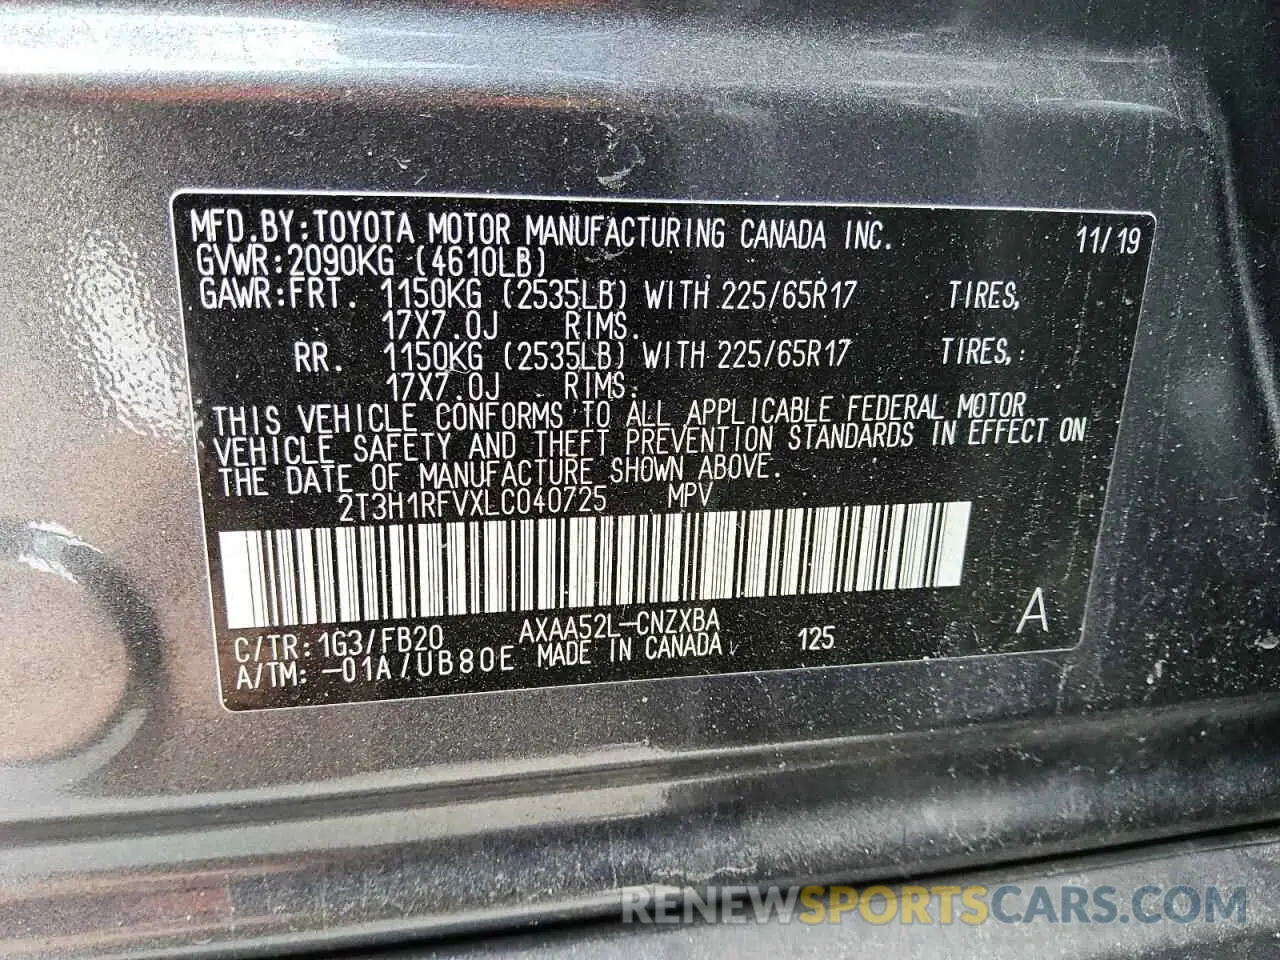 MFD.BY:TOYOTA MOTOR MANUFACTURING CANADA INC. 11/19
GVWR:2090KG (4610LB)
GAWR:FRT. 1150KG (2535LB) WITH 225/65R17 TIRES,
17X7.0J RIMS.
RR. 1150KG (2535LB) WITH 225/65R17 TIRES,
17X7.0J RIMS.
THIS VEHICLE CONFORMS TO ALL APPLICABLE FEDERAL MOTOR
VEHICLE SAFETY AND THEFT PREVENTION STANDARDS IN EFFECT ON
THE DATE OF MANUFACTURE SHOWN ABOVE.
2T3H1RFVXLC040725 MPV
C/TR:1G3/FB20 AXAA52L-CNZXBA 125 A
A/TM:-01A/UB80E MADE IN CANADA
RENEWSPORTSCARS.COM